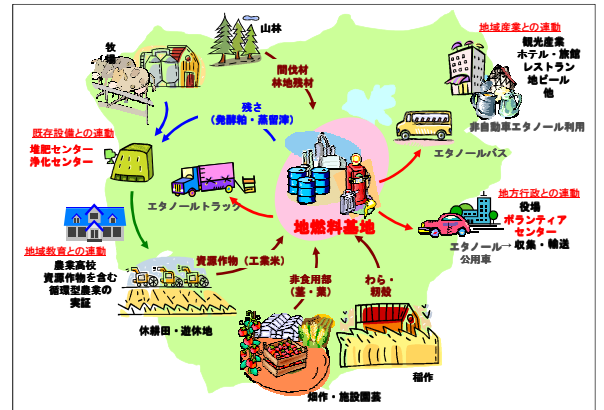 牧場
山林
間伐材
林地残材
地域産業との連動
観光産業
ホテル・旅館
レストラン
地ビール
他
非自動車エタノール利用
残さ
(発酵粕・蒸留滓)
既存設備との連動
堆肥センター
浄化センター
エタノールバス
エタノールトラック
地燃料基地
地方行政との連動
役場
ボランティア
センター
エタノール→収集・輸送
公用車
地域教育との連動
農業高校
資源作物を含む
循環型農業の
実証
資源作物(工業米)
非食用部
(茎・葉)
わら・
籾殻
休耕田・遊休地
稲作
畑作・施設園芸